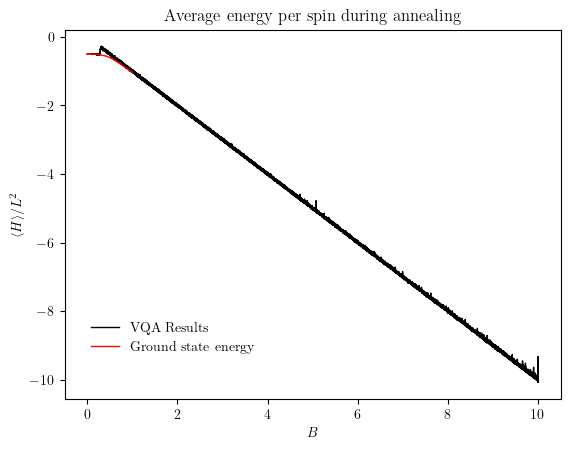 Average energy per spin during annealing
0
−2
−4
−6
−8
−10
⟨H⟩/L²
VQA Results
Ground state energy
0 2 4 6 8 10
B